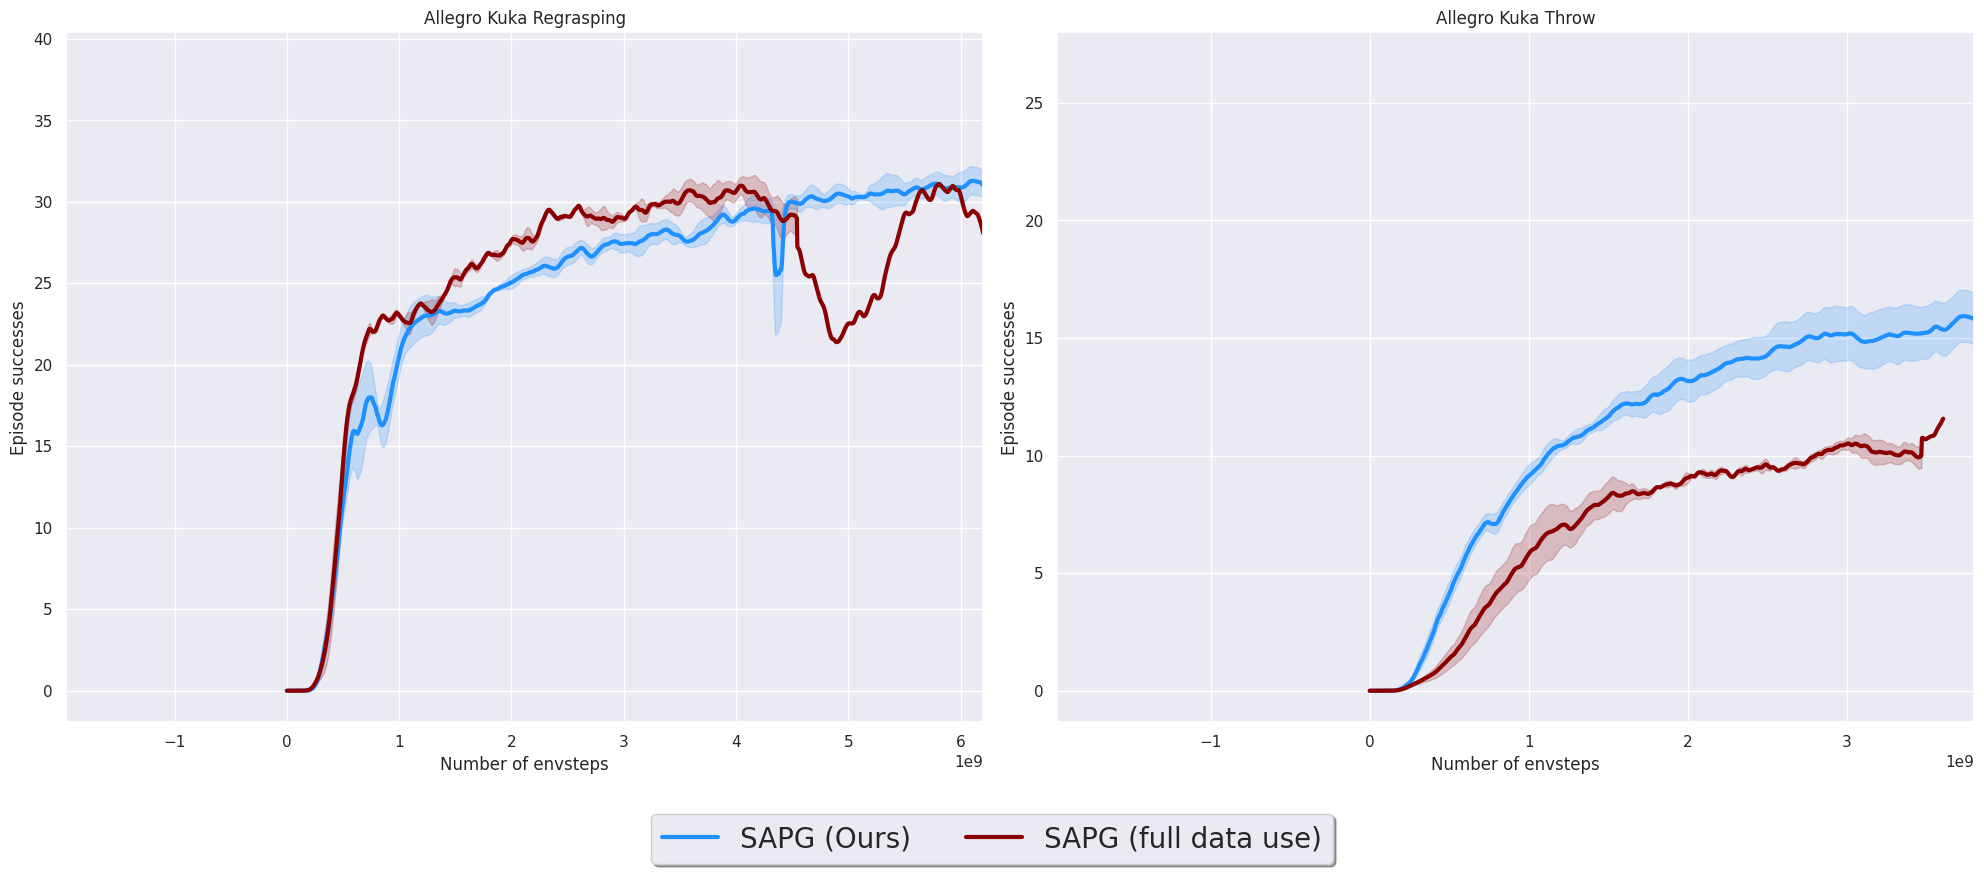 Allegro Kuka Regrasping
40
35
30
25
20
15
10
5
0
Episode successes
−1 0 1 2 3 4 5 6
1e9
Number of envsteps
Allegro Kuka Throw
25
20
15
10
5
0
Episode successes
−1 0 1 2 3
1e9
Number of envsteps
SAPG (Ours) SAPG (full data use)